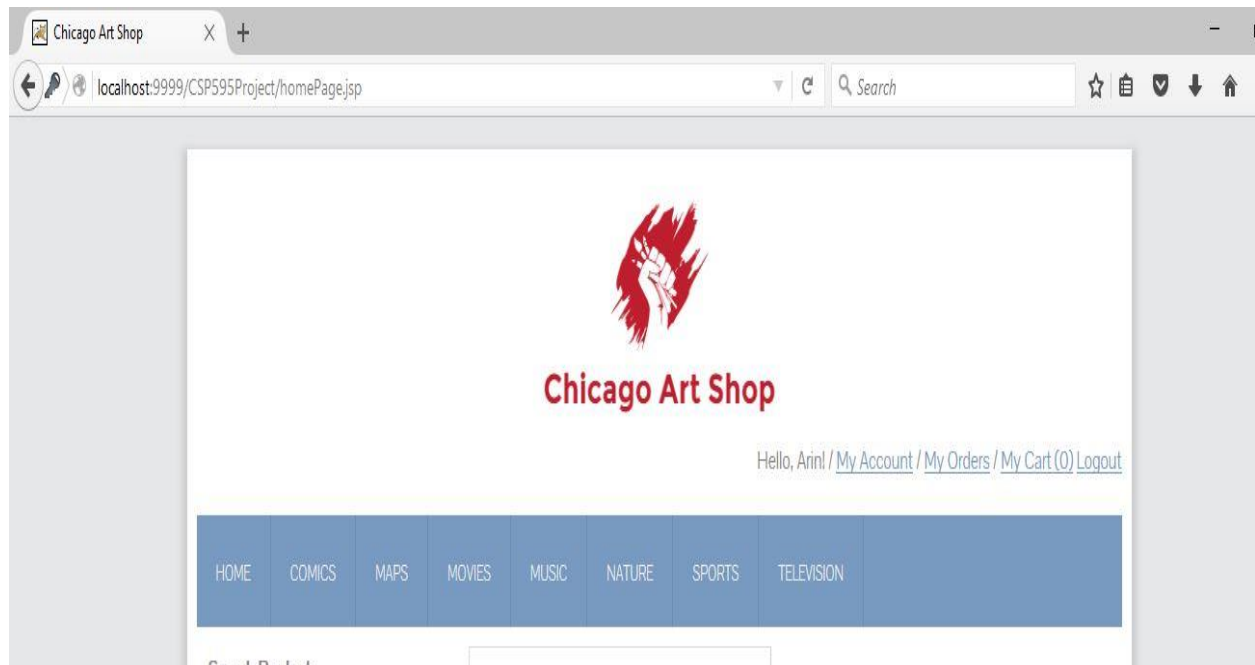 Chicago Art Shop
localhost:9999/CSP595Project/homePage.jsp
Search
Chicago Art Shop
Hello, Arin! / My Account / My Orders / My Cart (0) Logout
HOME COMICS MAPS MOVIES MUSIC NATURE SPORTS TELEVISION